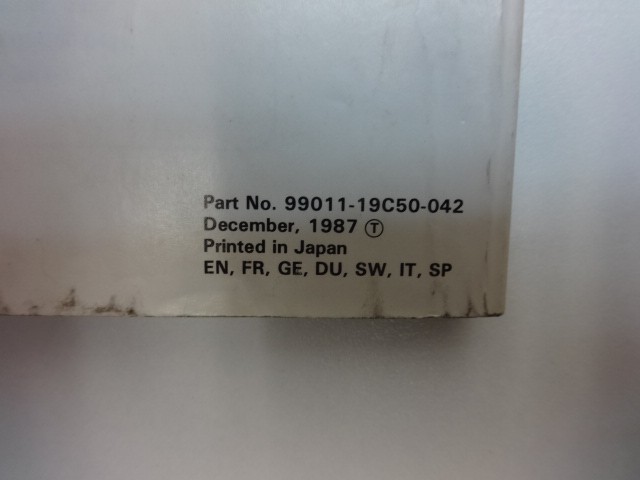 Part No. 99011-19C50-042
December, 1987 Ⓣ
Printed in Japan
EN, FR, GE, DU, SW, IT, SP